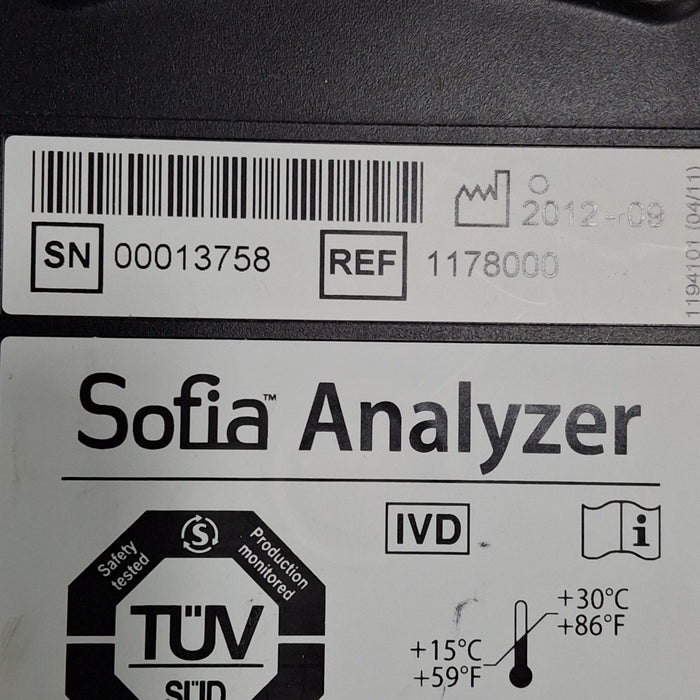 2012-09
SN 00013758 REF 1178000
1194101 (04/11)
Sofia™ Analyzer
IVD i
Safety tested
S
Production monitored
TÜV
SÜD
+30°C
+86°F
+15°C
+59°F